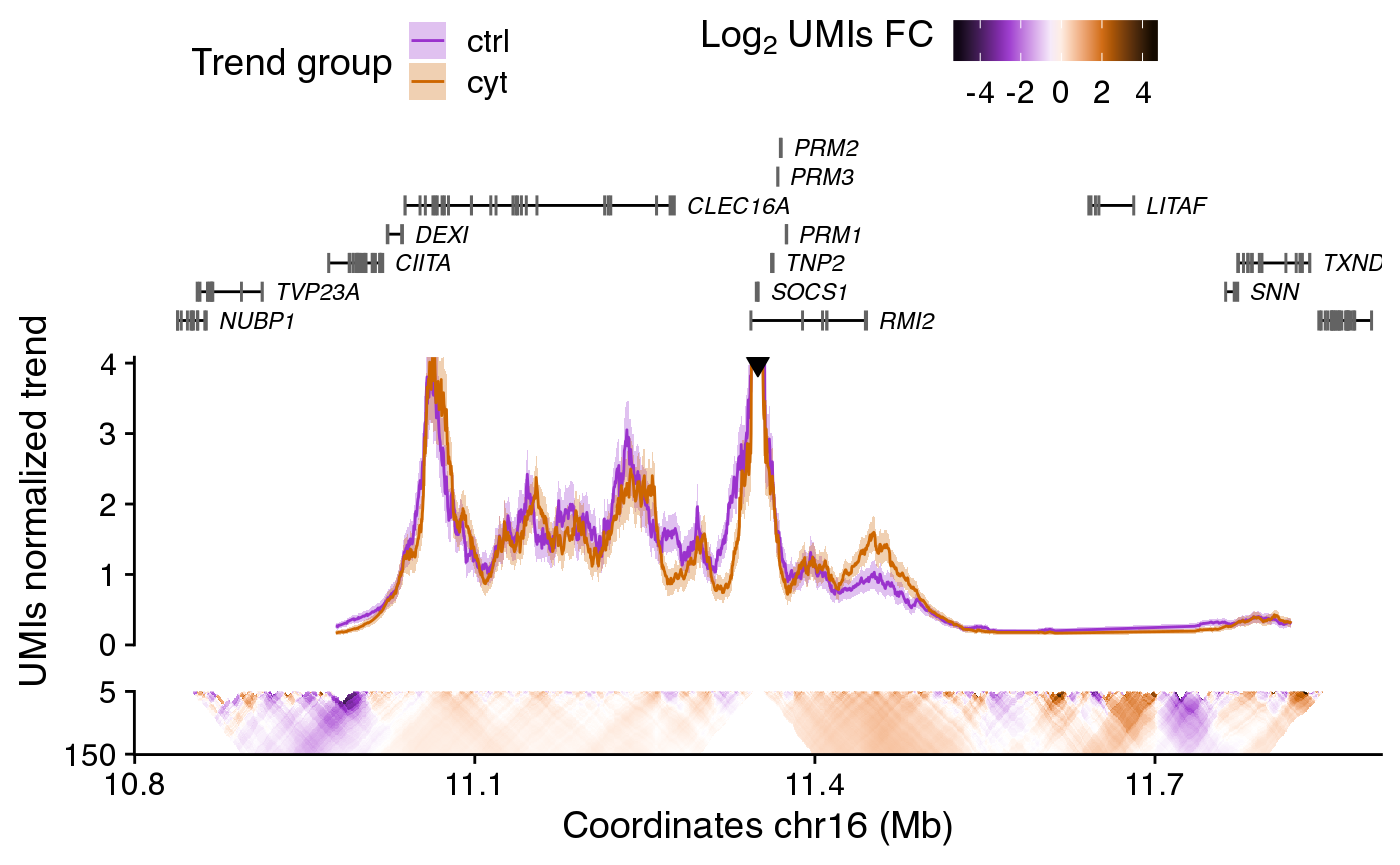 Trend group
ctrl
cyt
Log₂ UMIs FC
-4 -2 0 2 4
PRM2
PRM3
CLEC16A
LITAF
DEXI
PRM1
CIITA
TNP2
TXND
TVP23A
SOCS1
SNN
NUBP1
RMI2
UMIs normalized trend
4
3
2
1
0
5
150
10.8 11.1 11.4 11.7
Coordinates chr16 (Mb)